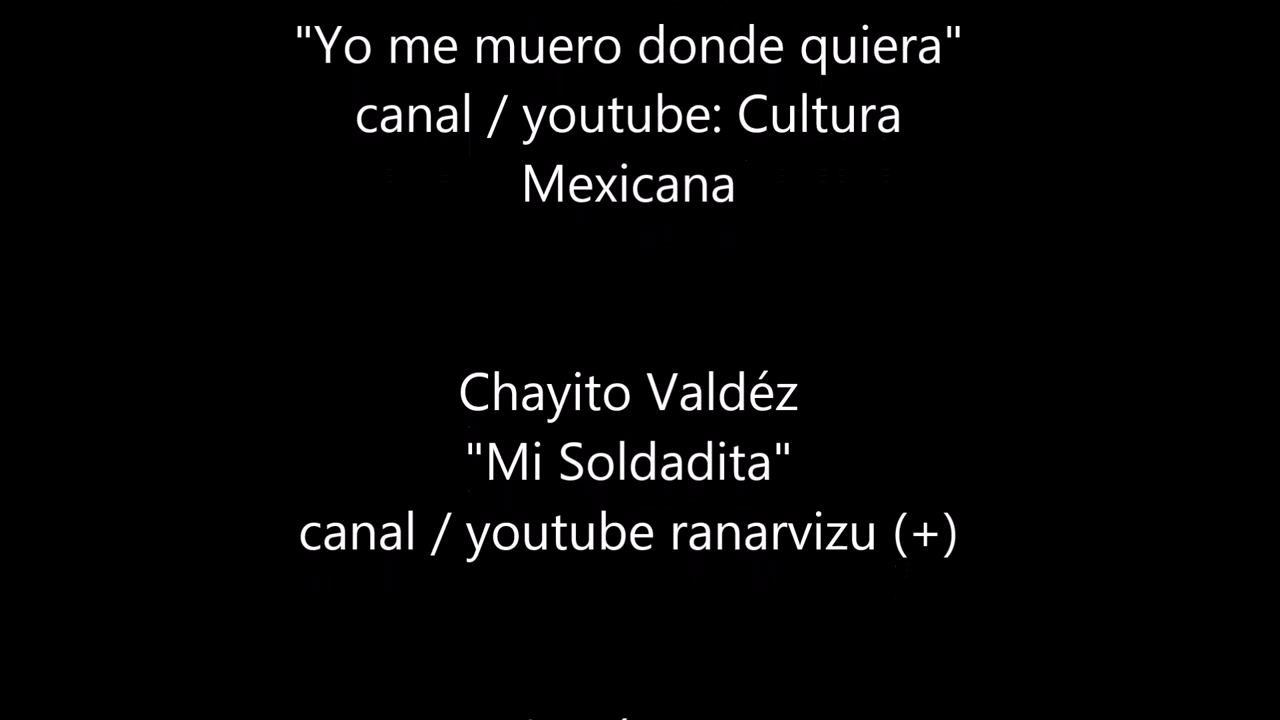 "Yo me muero donde quiera"
canal / youtube: Cultura
Mexicana
Chayito Valdéz
"Mi Soldadita"
canal / youtube ranarvizu (+)